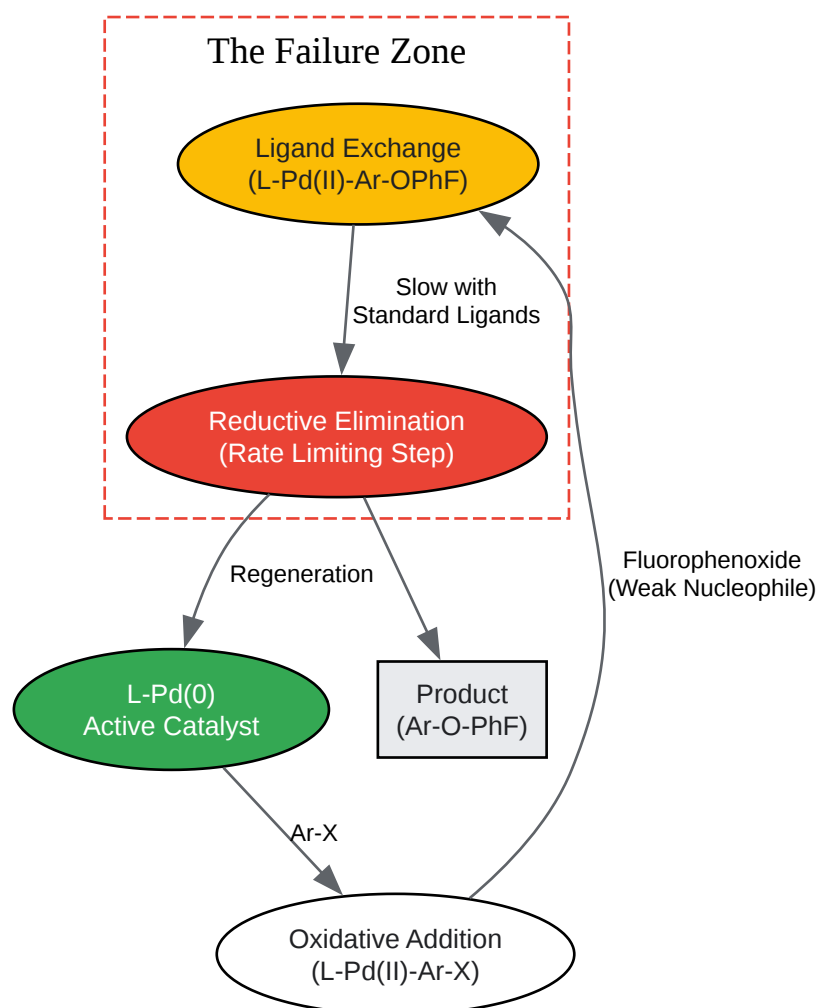 The Failure Zone
Ligand Exchange
(L-Pd(II)-Ar-OPhF)
Slow with
Standard Ligands
Reductive Elimination
(Rate Limiting Step)
Fluorophenoxide
(Weak Nucleophile)
Regeneration
L-Pd(0)
Active Catalyst
Product
(Ar-O-PhF)
Ar-X
Oxidative Addition
(L-Pd(II)-Ar-X)